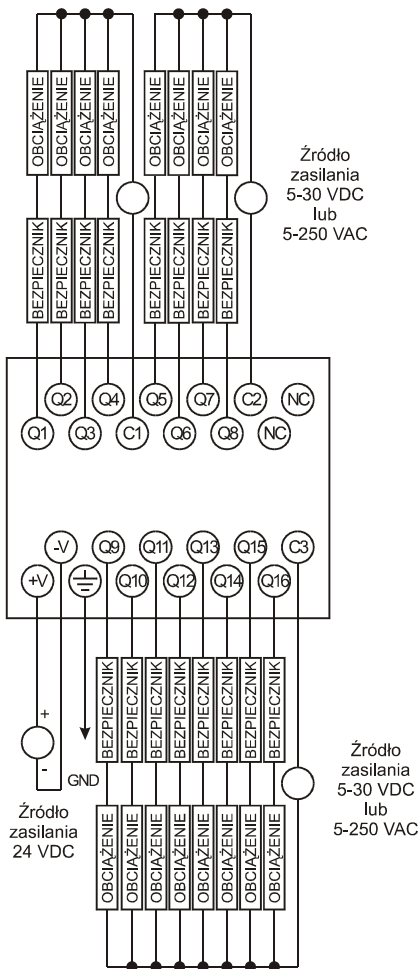 OBCIĄŻENIE OBCIĄŻENIE OBCIĄŻENIE OBCIĄŻENIE OBCIĄŻENIE OBCIĄŻENIE OBCIĄŻENIE OBCIĄŻENIE
Źródło
zasilania
5-30 VDC
lub
5-250 VAC
BEZPIECZNIK BEZPIECZNIK BEZPIECZNIK BEZPIECZNIK BEZPIECZNIK BEZPIECZNIK BEZPIECZNIK BEZPIECZNIK
Q2 Q4 Q5 Q7 C2 NC
Q1 Q3 C1 Q6 Q8 NC
-V Q9 Q11 Q13 Q15 C3
+V Q10 Q12 Q14 Q16
BEZPIECZNIK BEZPIECZNIK BEZPIECZNIK BEZPIECZNIK BEZPIECZNIK BEZPIECZNIK BEZPIECZNIK BEZPIECZNIK
+
-
GND
Źródło
zasilania
24 VDC
Źródło
zasilania
5-30 VDC
lub
5-250 VAC
OBCIĄŻENIE OBCIĄŻENIE OBCIĄŻENIE OBCIĄŻENIE OBCIĄŻENIE OBCIĄŻENIE OBCIĄŻENIE OBCIĄŻENIE